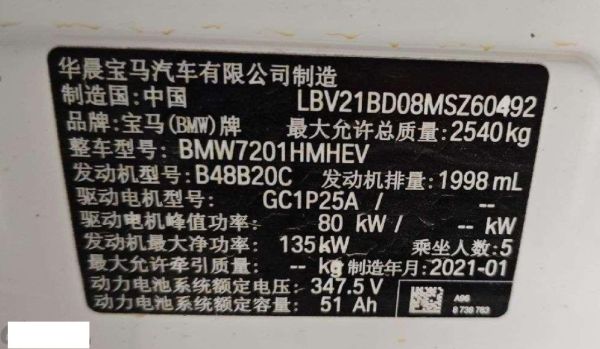 华晨宝马汽车有限公司制造
制造国:中国 LBV21BD08MSZ60492
品牌:宝马(BMW)牌 最大允许总质量:2540kg
整车型号:BMW7201HMHEV
发动机型号:B48B20C 发动机排量:1998 mL
驱动电机型号: GC1P25A / --
驱动电机峰值功率: 80 kW / -- kW
发动机最大净功率: 135kW 乘坐人数:5
最大允许牵引质量: -- kg 制造年月:2021-01
动力电池系统额定电压: 347.5 V
动力电池系统额定容量: 51 Ah
A96
8 738 763